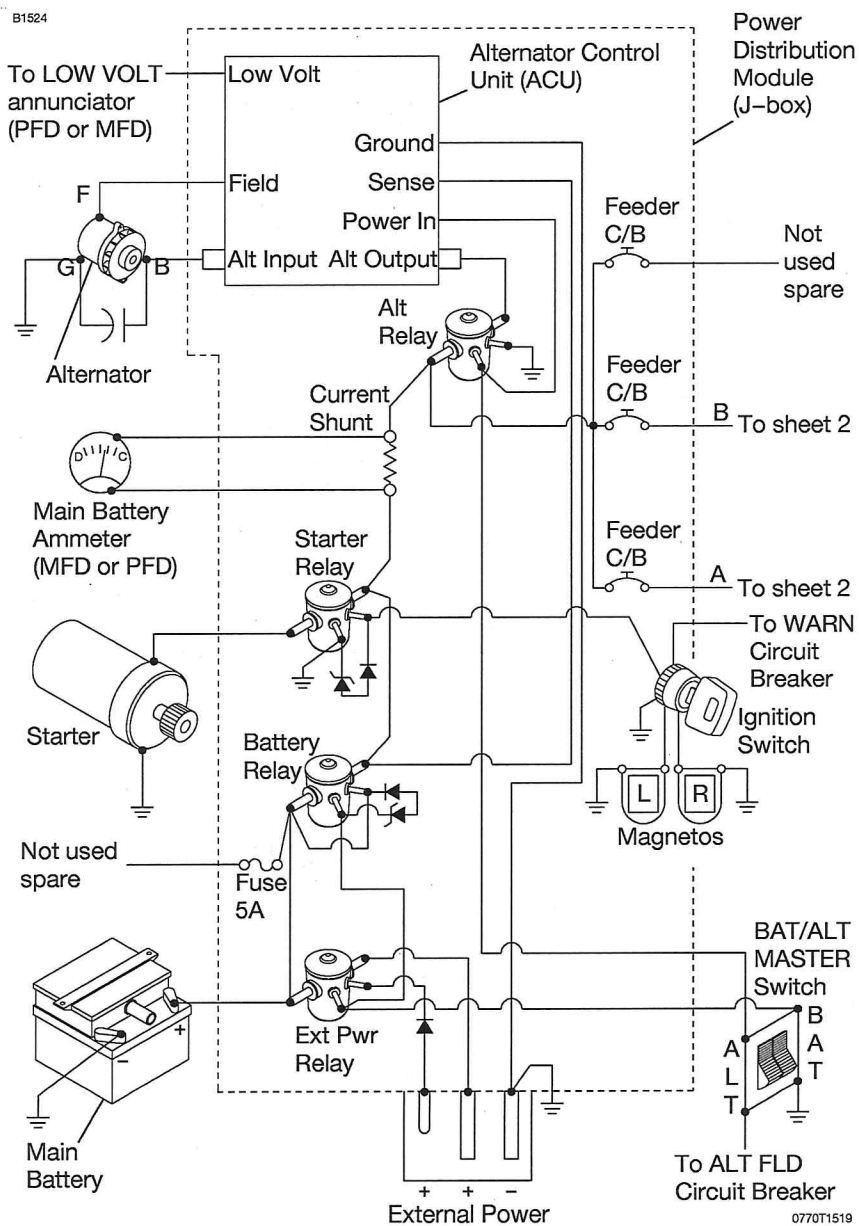 B1524
To LOW VOLT
annunciator
(PFD or MFD)
Low Volt
Alternator Control
Unit (ACU)
Power
Distribution
Module
(J-box)
Ground
Field
Sense
Power In
Alt Input
Alt Output
F
G
B
Alternator
Alt
Relay
Feeder
C/B
Not
used
spare
Feeder
C/B
B
To sheet 2
Current
Shunt
D
C
Main Battery
Ammeter
(MFD or PFD)
Feeder
C/B
A
To sheet 2
Starter
Relay
To WARN
Circuit
Breaker
Ignition
Switch
Starter
Battery
Relay
L
R
Magnetos
Not used
spare
Fuse
5A
BAT/ALT
MASTER
Switch
B
A
T
A
L
T
Ext Pwr
Relay
-
+
Main
Battery
To ALT FLD
Circuit Breaker
+ + -
External Power
0770T1519